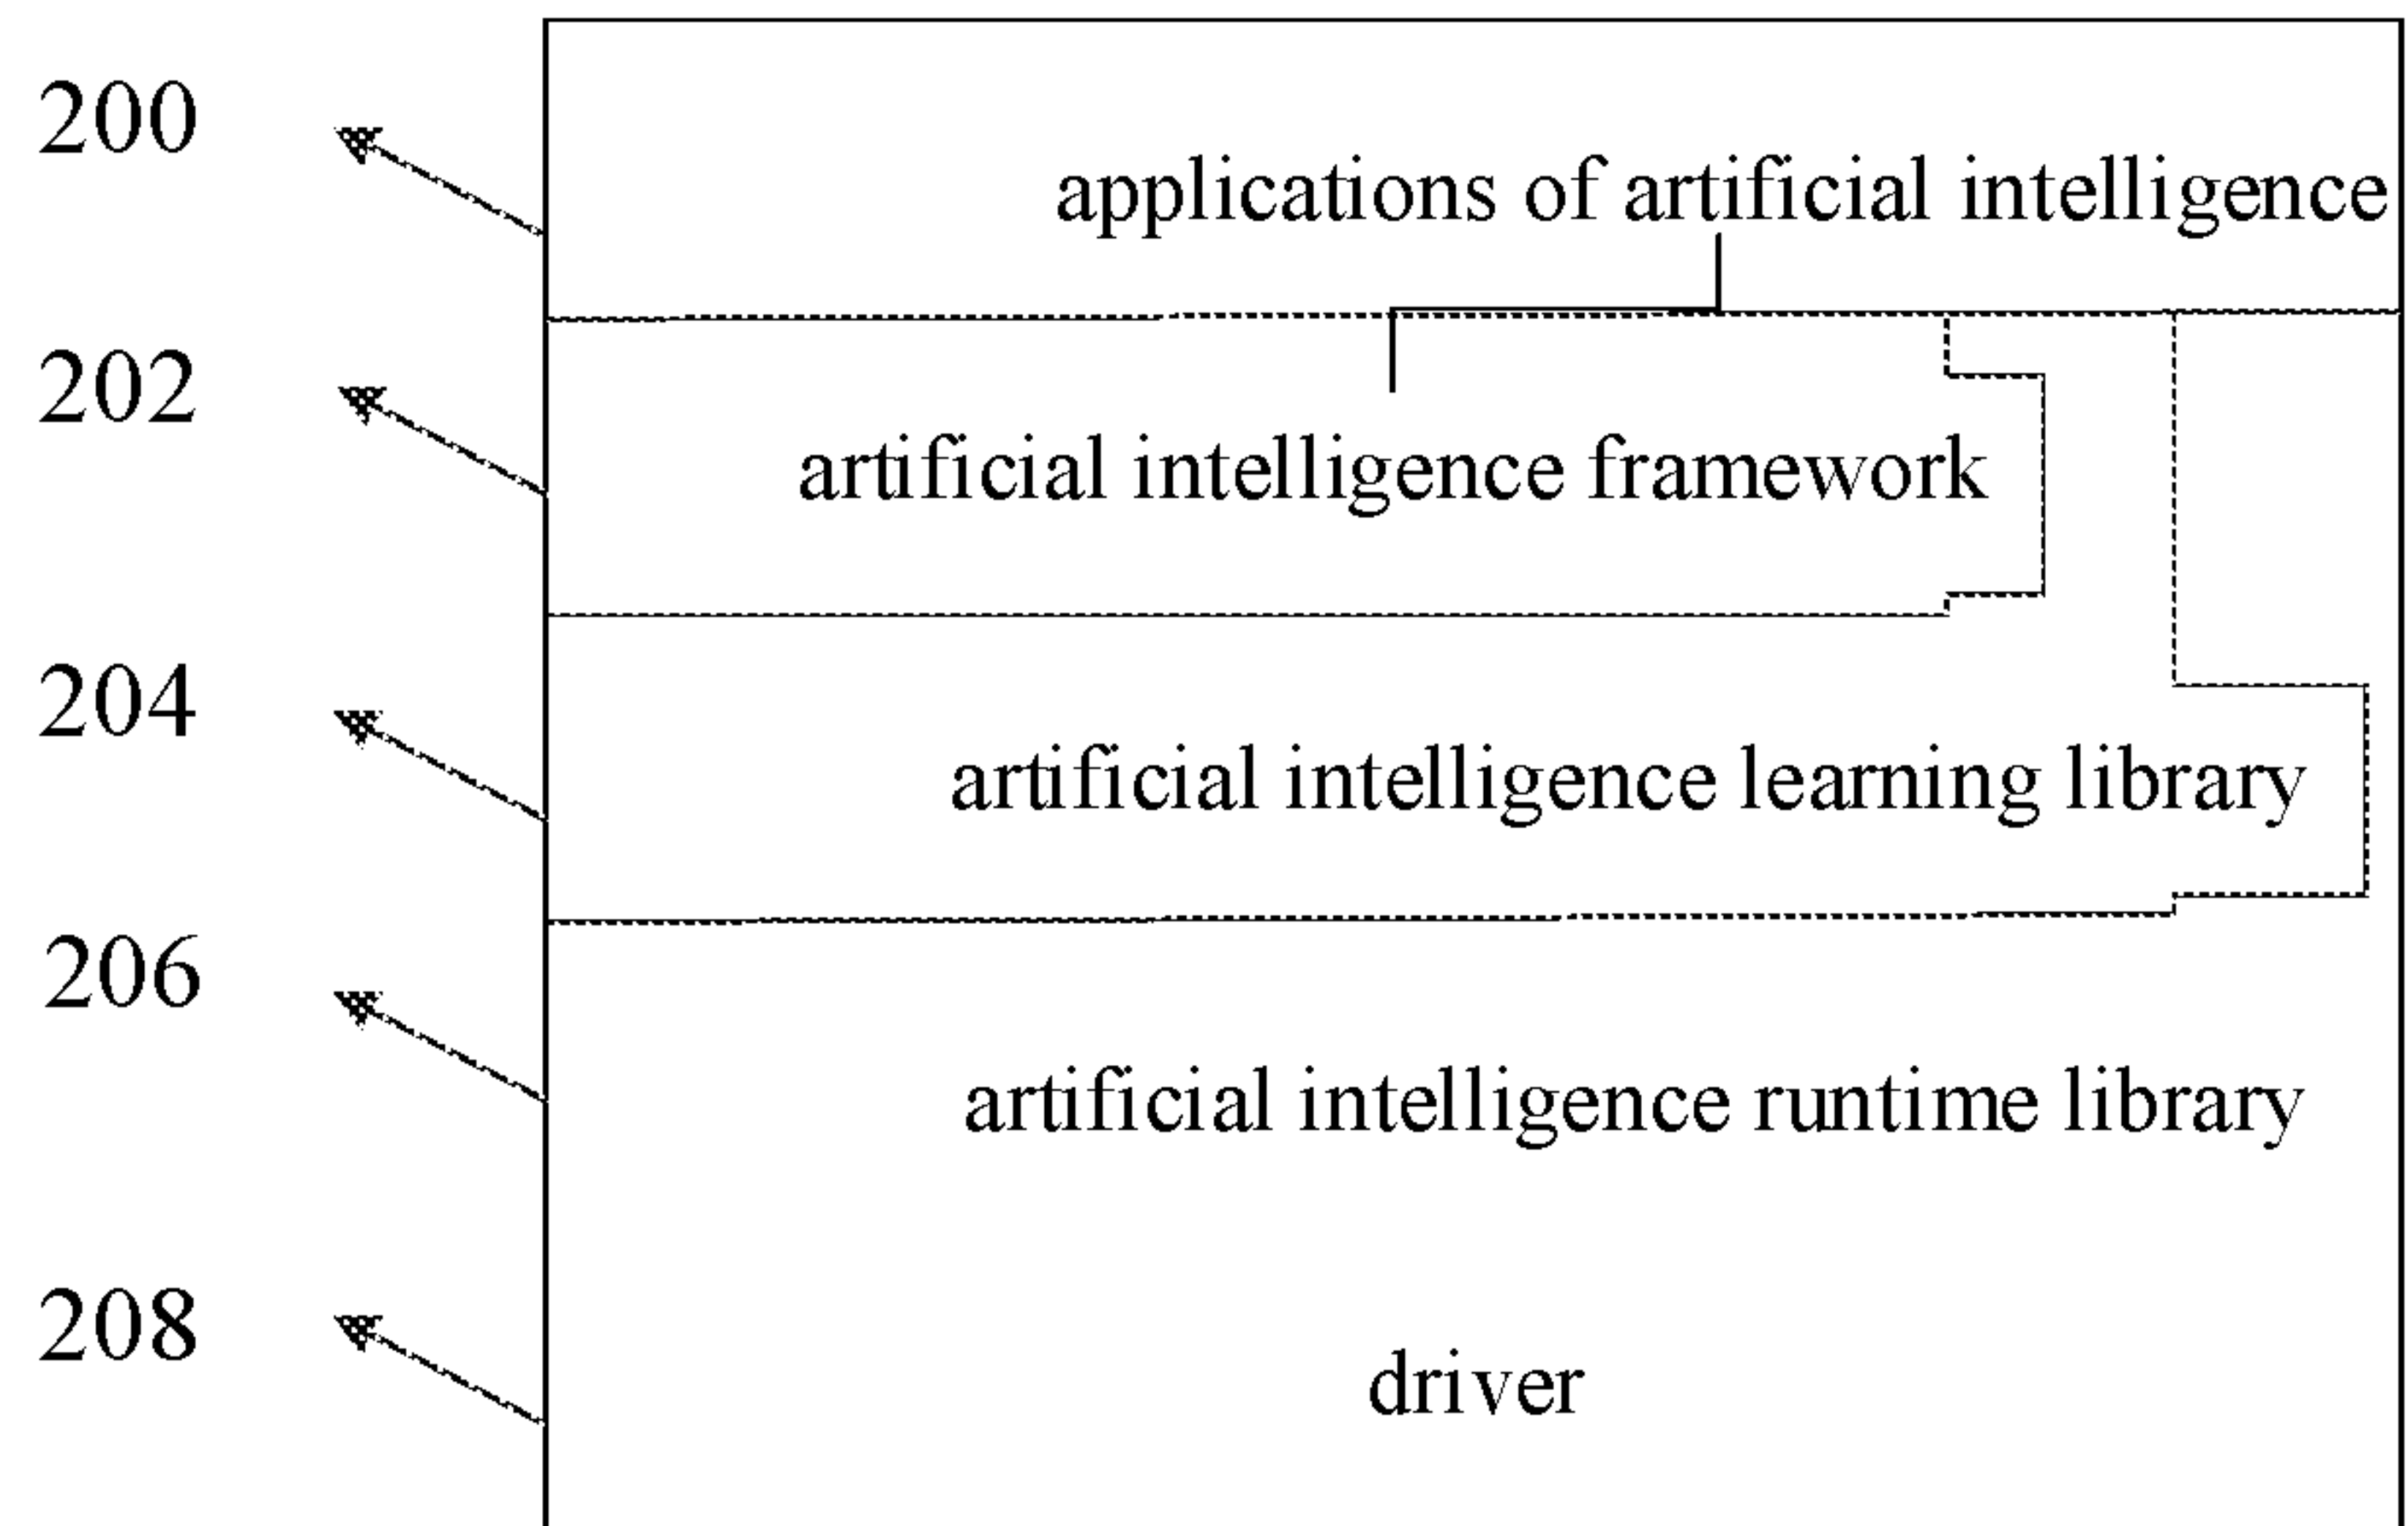 200
applications of artificial intelligence
202
artificial intelligence framework
204
artificial intelligence learning library
206
artificial intelligence runtime library
208
driver